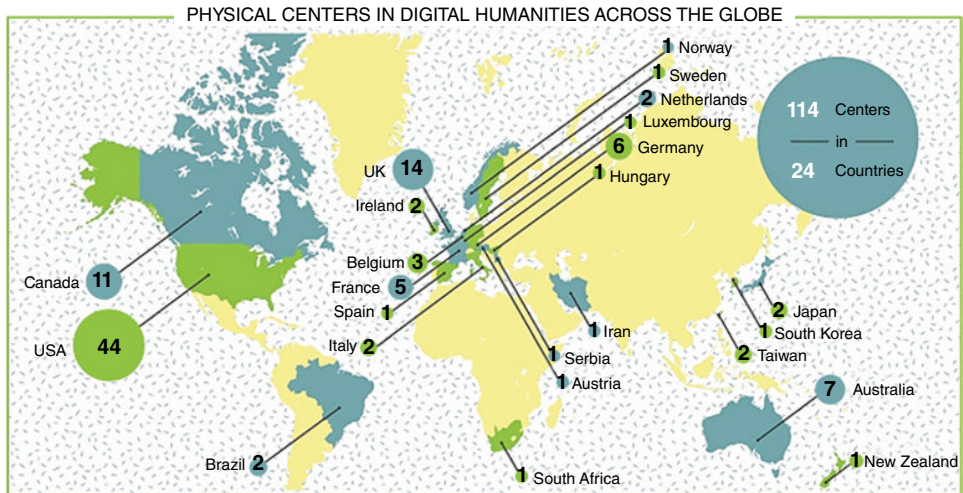 PHYSICAL CENTERS IN DIGITAL HUMANITIES ACROSS THE GLOBE
1 Norway
1 Sweden
2 Netherlands
1 Luxembourg
6 Germany
1 Hungary
114 Centers
in
24 Countries
UK 14
Ireland 2
Belgium 3
France 5
Spain 1
Italy 2
Canada 11
USA 44
Brazil 2
1 Iran
1 Serbia
1 Austria
2 Japan
1 South Korea
2 Taiwan
7 Australia
1 New Zealand
1 South Africa